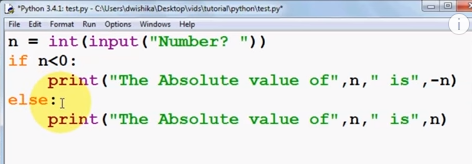 *Python 3.4.1: test.py - C:\Users\dwishika\Desktop\vids\tutorial\python\test.py*
File Edit Format Run Options Windows Help
n = int(input("Number? "))
if n<0:
    print("The Absolute value of",n," is",-n)
else:
    print("The Absolute value of",n," is",n)